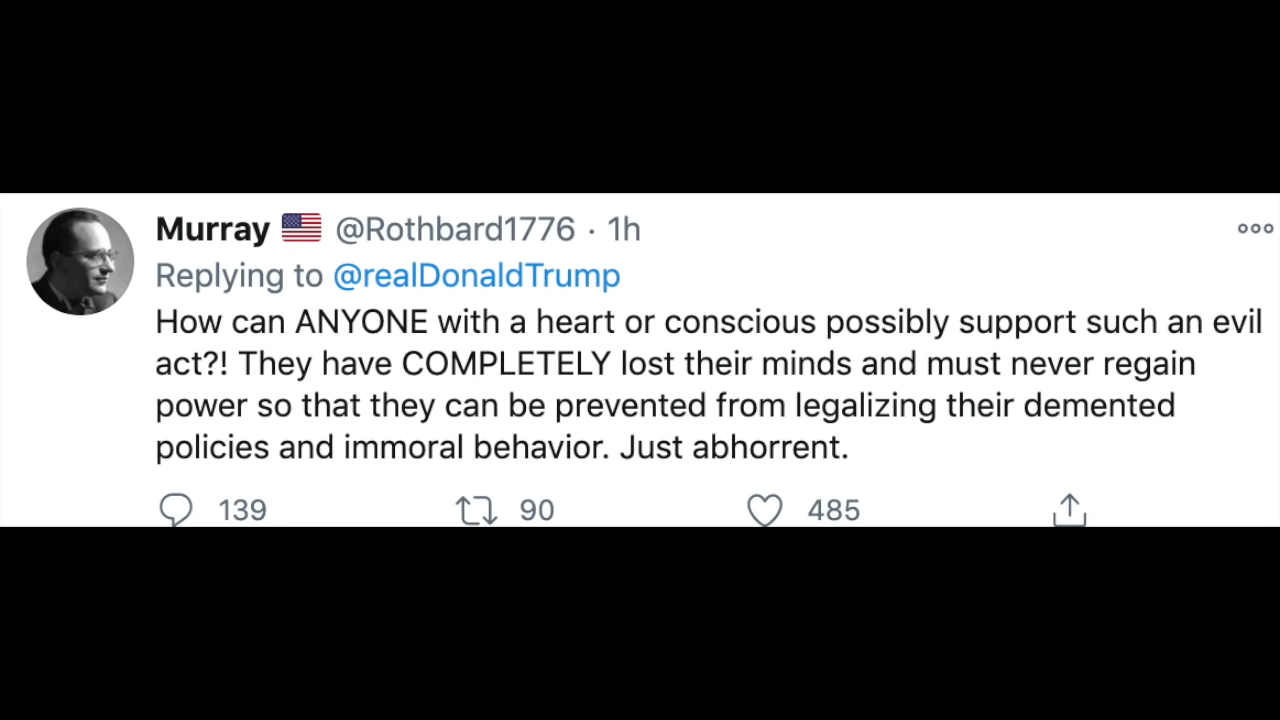 Murray 🇺🇸 @Rothbard1776 · 1h
Replying to @realDonaldTrump
How can ANYONE with a heart or conscious possibly support such an evil
act?! They have COMPLETELY lost their minds and must never regain
power so that they can be prevented from legalizing their demented
policies and immoral behavior. Just abhorrent.
139 90 485